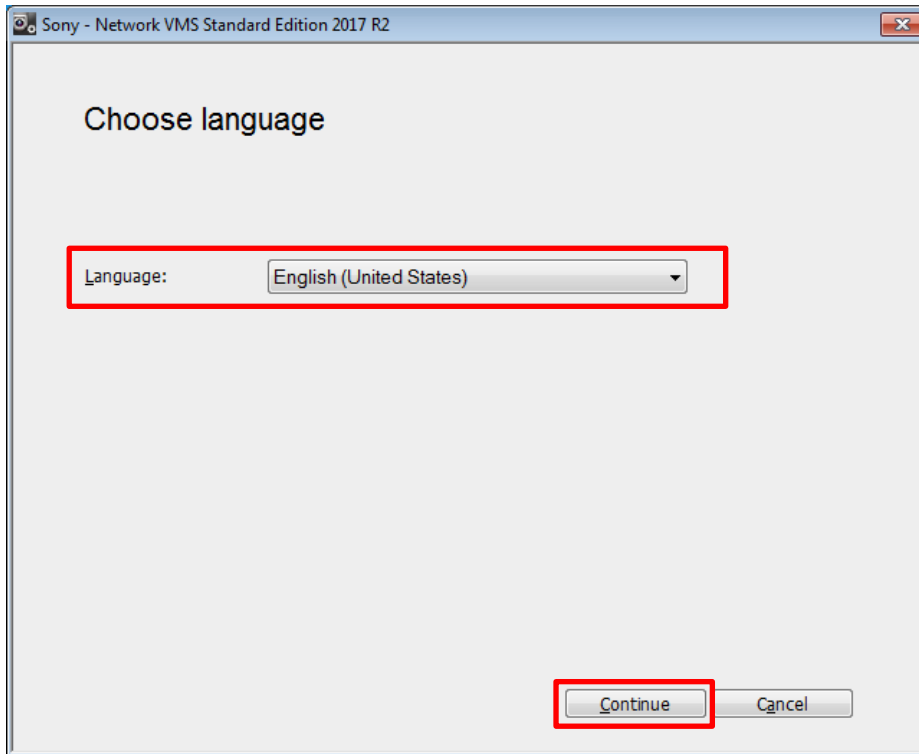 Sony - Network VMS Standard Edition 2017 R2
Choose language
Language: English (United States)
Continue Cancel